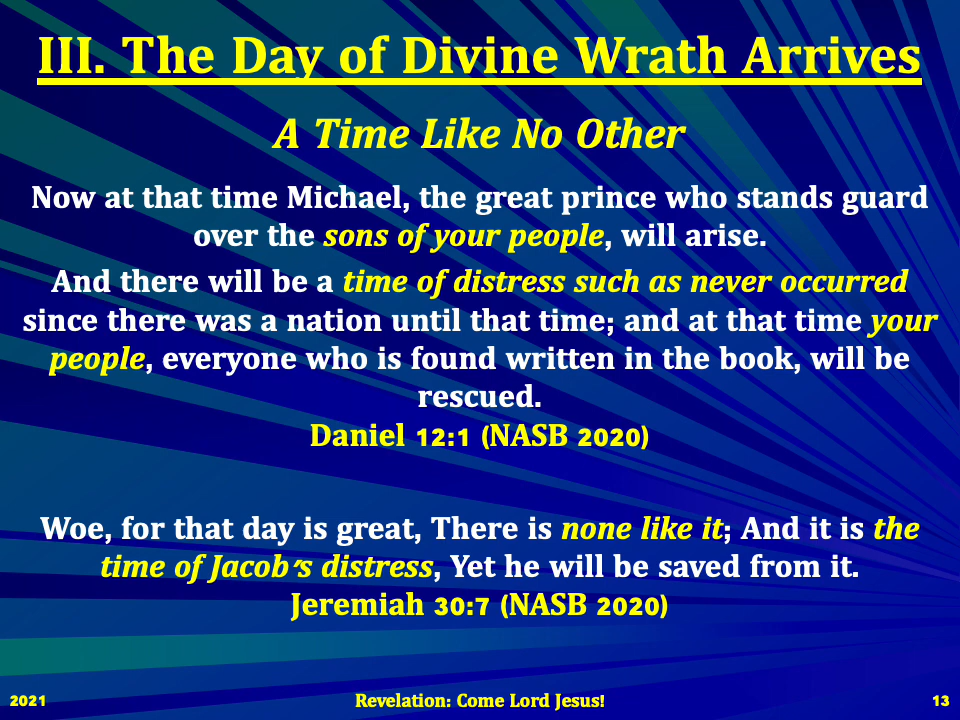 III. The Day of Divine Wrath Arrives
A Time Like No Other
Now at that time Michael, the great prince who stands guard
over the sons of your people, will arise.
And there will be a time of distress such as never occurred
since there was a nation until that time; and at that time your
people, everyone who is found written in the book, will be
rescued.
Daniel 12:1 (NASB 2020)
Woe, for that day is great, There is none like it; And it is the
time of Jacob’s distress, Yet he will be saved from it.
Jeremiah 30:7 (NASB 2020)
2021
Revelation: Come Lord Jesus!
13